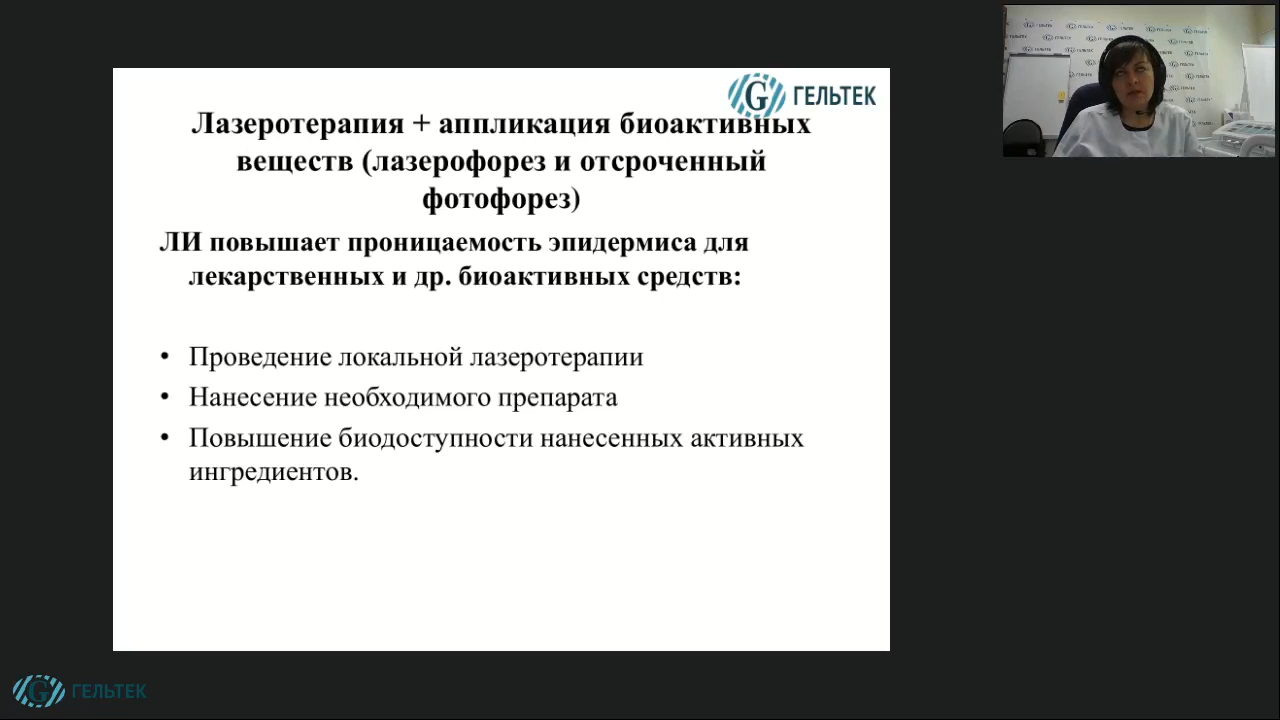 ГЕЛЬТЕК
Лазеротерапия + аппликация биоактивных
веществ (лазерофорез и отсроченный
фотофорез)
ЛИ повышает проницаемость эпидермиса для
лекарственных и др. биоактивных средств:
• Проведение локальной лазеротерапии
• Нанесение необходимого препарата
• Повышение биодоступности нанесенных активных
ингредиентов.
ГЕЛЬТЕК